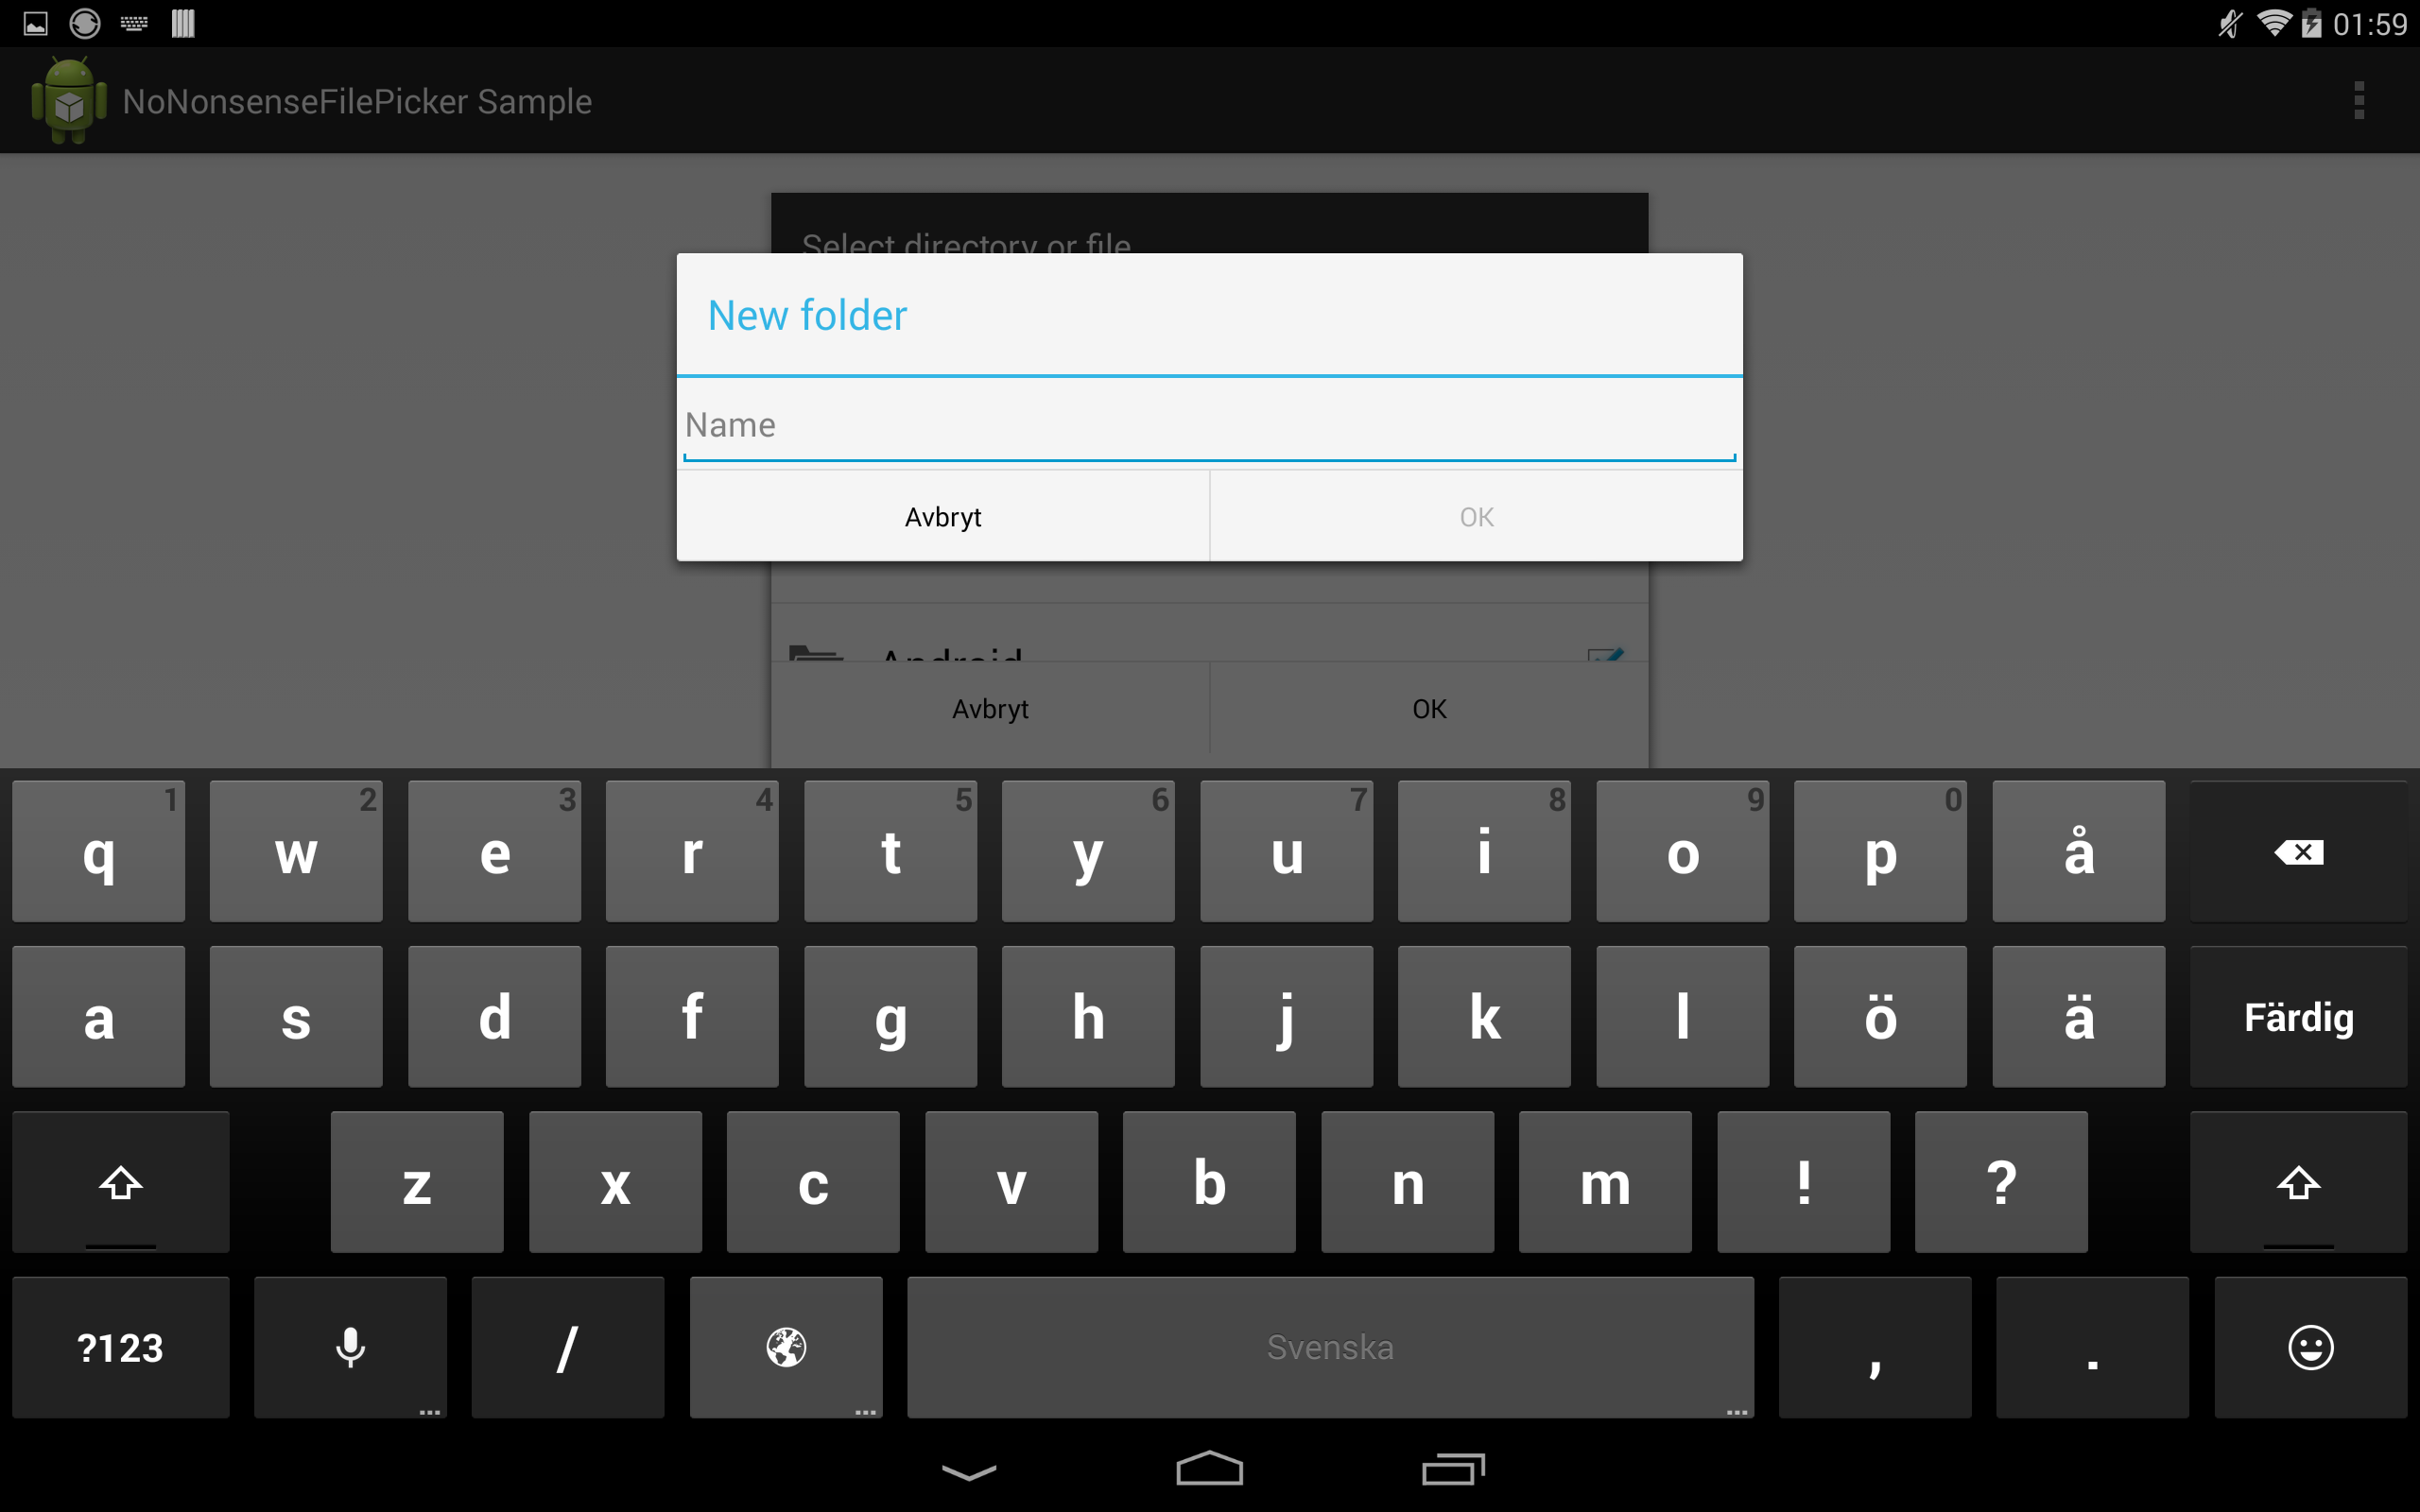 01:59
NoNonsenseFilePicker Sample
Select directory or file
New folder
Name
Avbryt OK
Android
Avbryt OK
1 2 3 4 5 6 7 8 9 0
q w e r t y u i o p å
a s d f g h j k l ö ä Färdig
z x c v b n m ! ?
?123 / Svenska , .